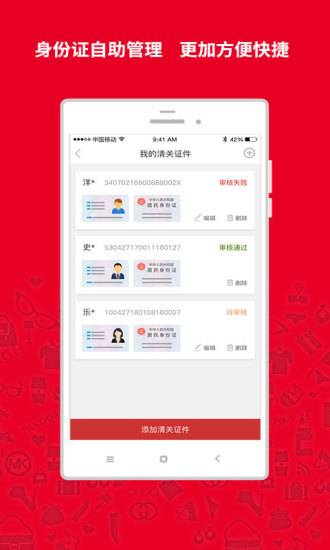 身份证自助管理 更加方便快捷
中国移动 9:41 AM 42%
我的清关证件
洋* 34070218600886002X 审核失败
中华人民共和国
居民身份证
编辑 删除
史* 530427170011180127 审核通过
中华人民共和国
居民身份证
删除
乐* 100427180108160027 待审核
中华人民共和国
居民身份证
编辑 删除
添加清关证件
MK